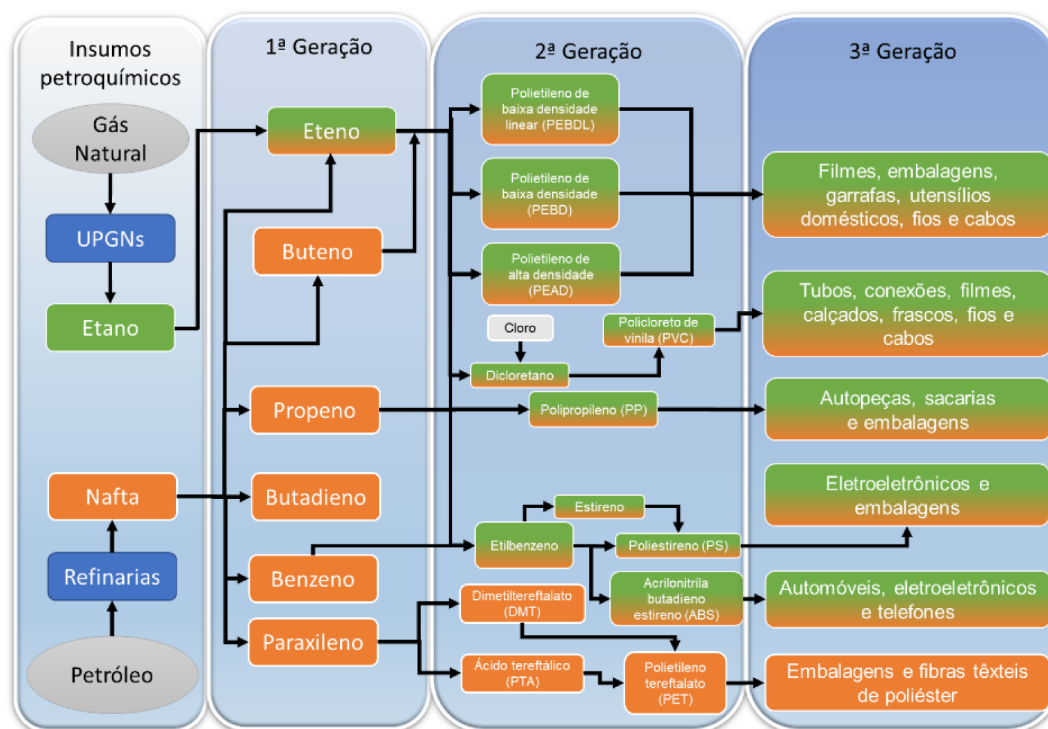 Insumos
petroquímicos
Gás
Natural
UPGNs
Etano
Nafta
Refinarias
Petróleo
1ª Geração
Eteno
Buteno
Propeno
Butadieno
Benzeno
Paraxileno
2ª Geração
Polietileno de
baixa densidade
linear (PEBDL)
Polietileno de
baixa densidade
(PEBD)
Polietileno de
alta densidade
(PEAD)
Cloro
Policloreto de
vinila (PVC)
Dicloretano
Polipropileno (PP)
Estireno
Etilbenzeno
Poliestireno (PS)
Acrilonitrila
butadieno
estireno (ABS)
Dimetiltereftalato
(DMT)
Ácido tereftálico
(PTA)
Polietileno
tereftalato
(PET)
3ª Geração
Filmes, embalagens,
garrafas, utensílios
domésticos, fios e cabos
Tubos, conexões, filmes,
calçados, frascos, fios e
cabos
Autopeças, sacarias
e embalagens
Eletroeletrônicos e
embalagens
Automóveis, eletroeletrônicos
e telefones
Embalagens e fibras têxteis
de poliéster